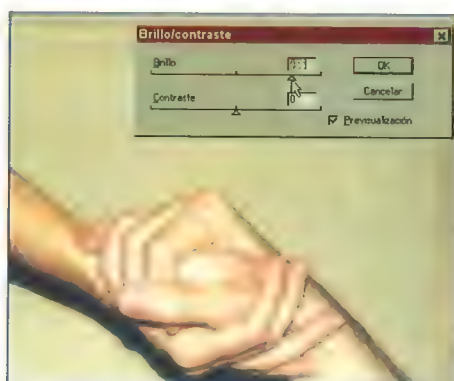 Brillo/contraste
Brillo
OK
Contraste
0
Cancelar
Previsualización